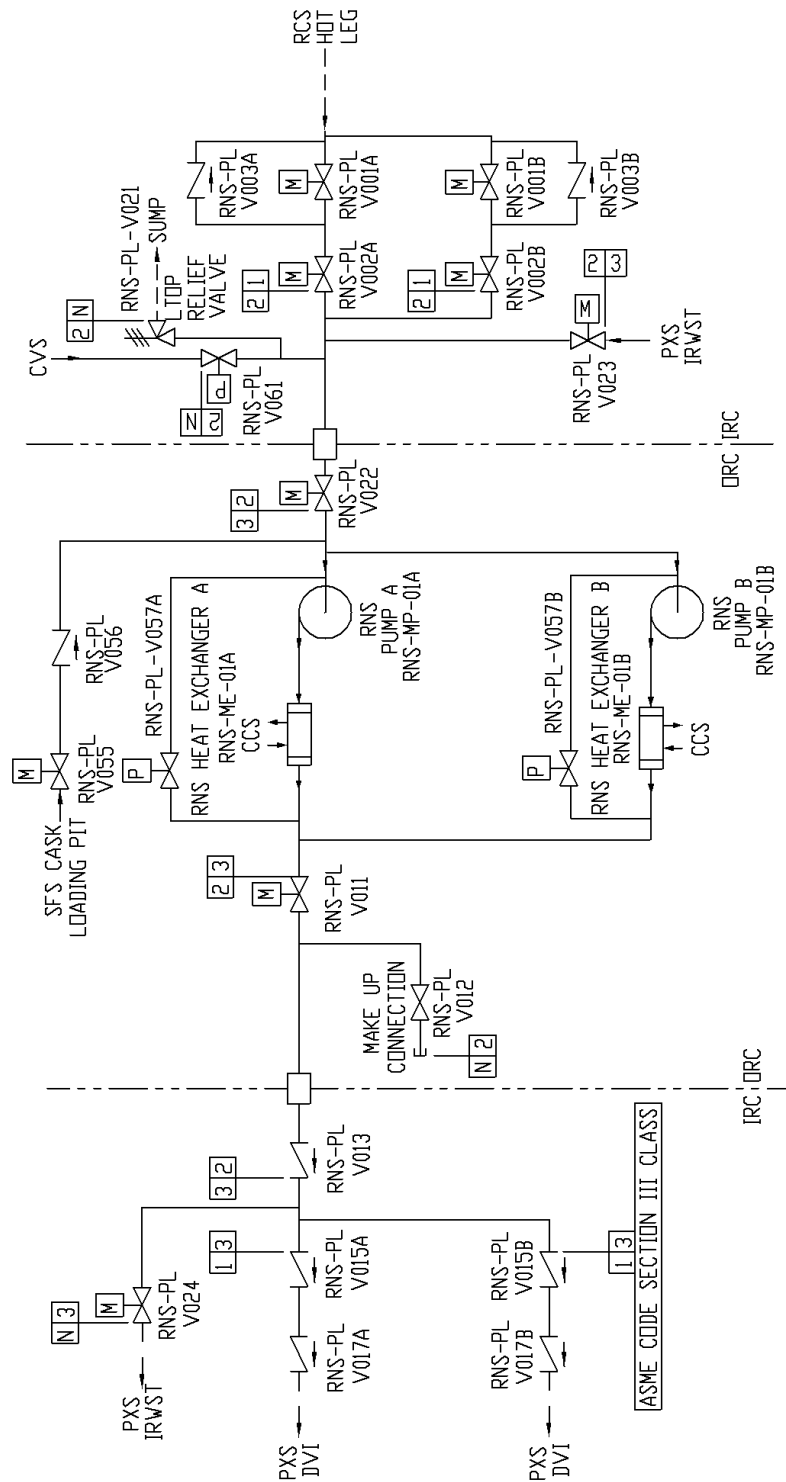 RCS
HOT
LEG
RNS-PL
V003A
M
RNS-PL
V001A
M
RNS-PL
V001B
RNS-PL
V003B
RNS-PL-V021
SUMP
LTOP
RELIEF
VALVE
2 N
CVS
P
RNS-PL
V061
N 2
M
RNS-PL
V002A
2 1
M
RNS-PL
V002B
2 1
M
2 3
RNS-PL
V023
PXS
IRWST
ORC IRC
M
3 2
RNS-PL
V022
RNS-PL
V056
M
RNS-PL
V055
SFS CASK
LOADING PIT
RNS-PL-V057A
P
RNS HEAT EXCHANGER A
RNS-ME-01A
CCS
RNS
PUMP A
RNS-MP-01A
RNS-PL-V057B
P
RNS HEAT EXCHANGER B
RNS-ME-01B
CCS
RNS
PUMP B
RNS-MP-01B
2 3
M
RNS-PL
V011
MAKE UP
CONNECTION
RNS-PL
V012
N 2
IRC ORC
3 2
RNS-PL
V013
N 3
M
RNS-PL
V024
PXS
IRWST
1 3
RNS-PL
V015A
RNS-PL
V017A
PXS
DVI
RNS-PL
V015B
RNS-PL
V017B
PXS
DVI
1 3
ASME CODE SECTION III CLASS